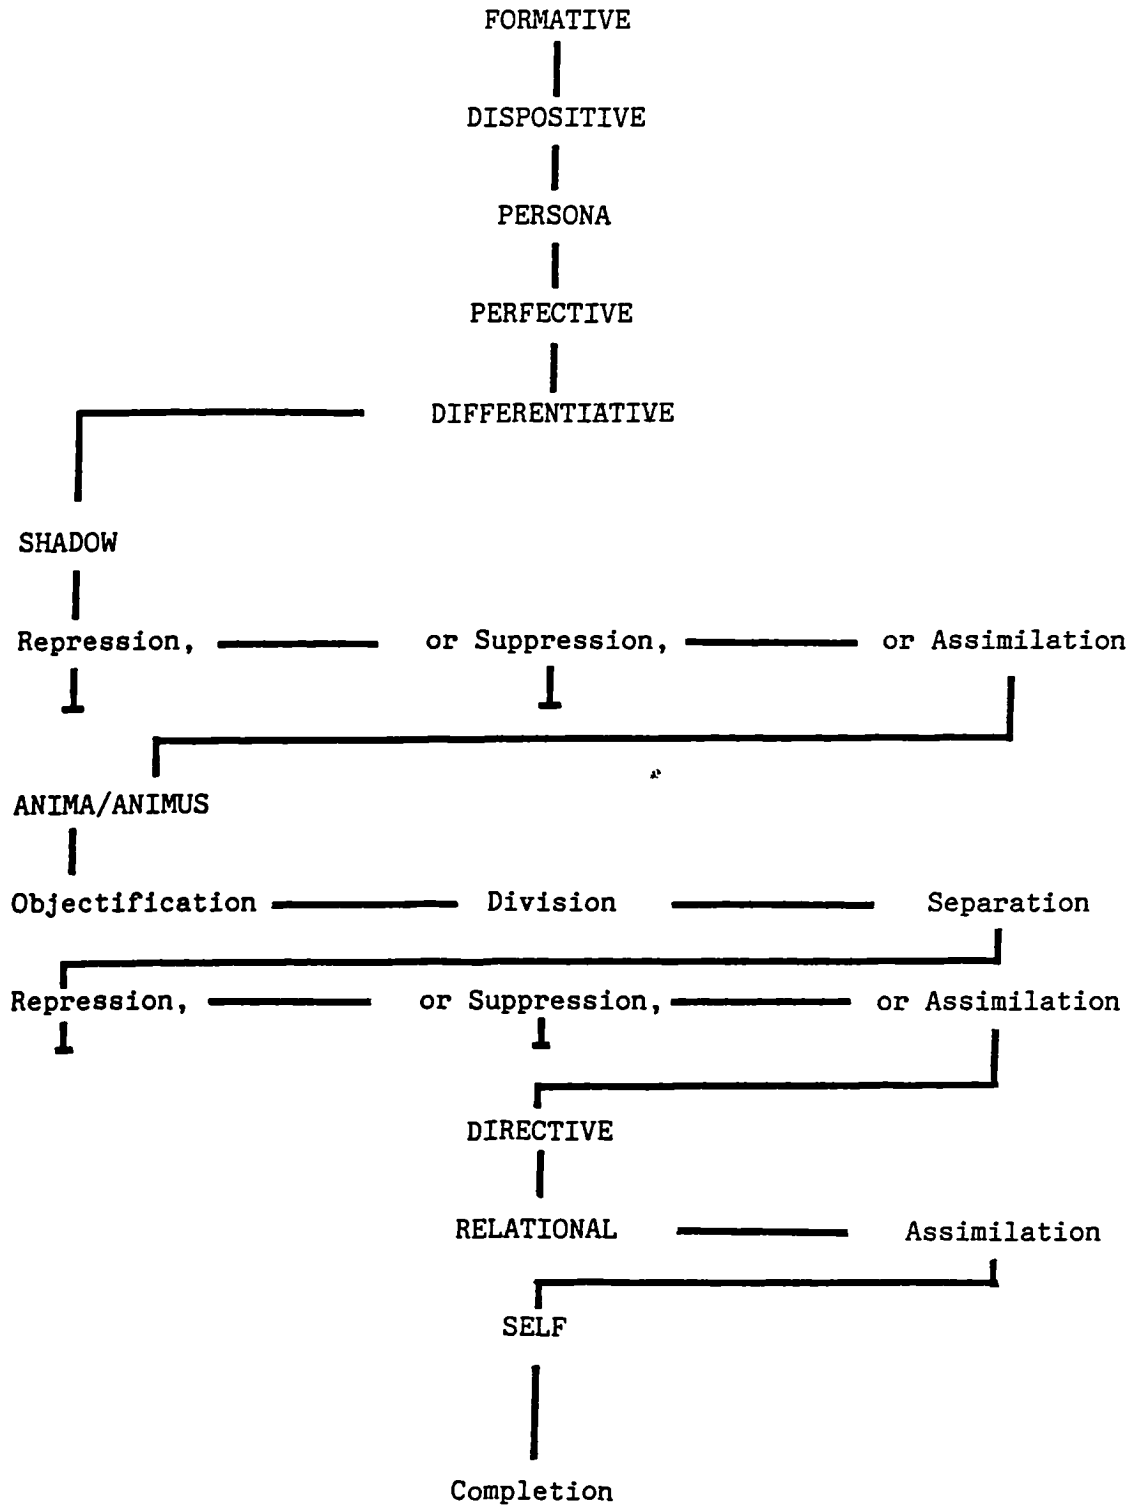 FORMATIVE
DISPOSITIVE
PERSONA
PERFECTIVE
DIFFERENTIATIVE
SHADOW
Repression, or Suppression, or Assimilation
ANIMA/ANIMUS
Objectification Division Separation
Repression, or Suppression, or Assimilation
DIRECTIVE
RELATIONAL Assimilation
SELF
Completion